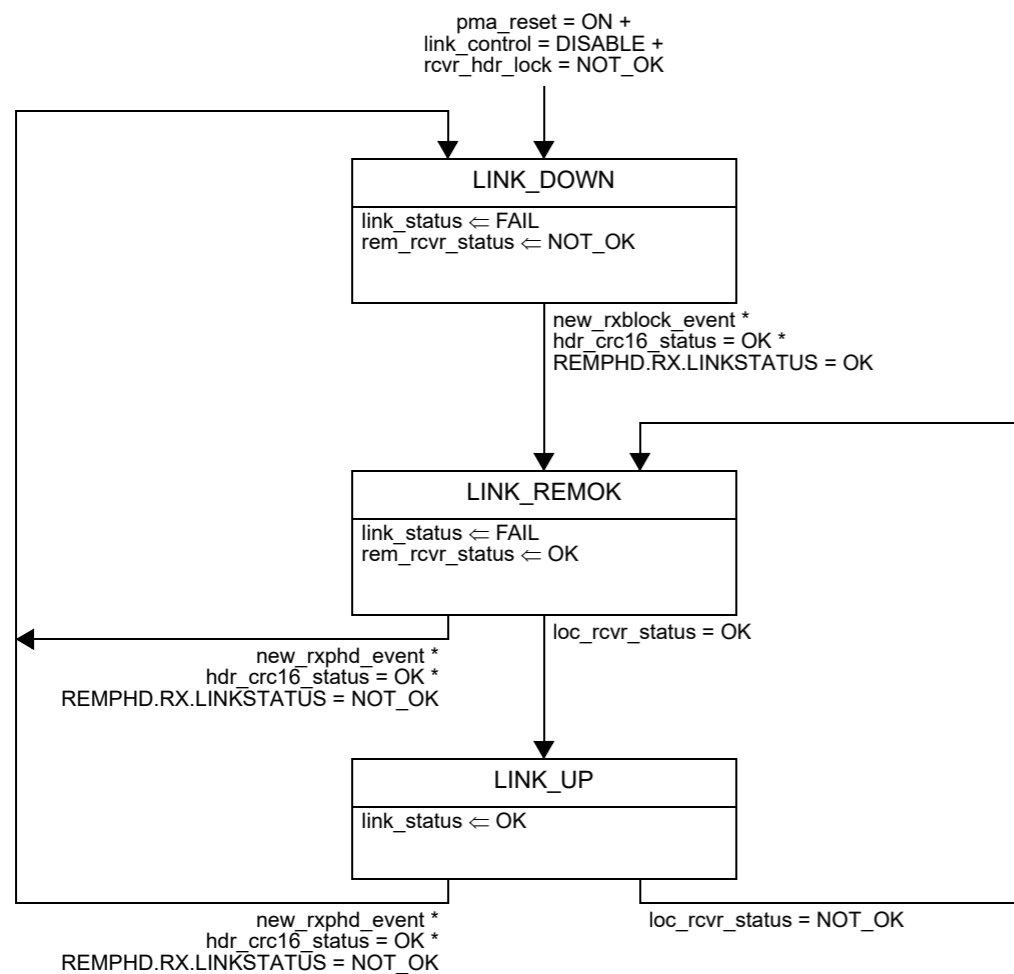 pma_reset = ON +
link_control = DISABLE +
rcvr_hdr_lock = NOT_OK
LINK_DOWN
link_status ⇐ FAIL
rem_rcvr_status ⇐ NOT_OK
new_rxblock_event *
hdr_crc16_status = OK *
REMPHD.RX.LINKSTATUS = OK
LINK_REMOK
link_status ⇐ FAIL
rem_rcvr_status ⇐ OK
loc_rcvr_status = OK
new_rxphd_event *
hdr_crc16_status = OK *
REMPHD.RX.LINKSTATUS = NOT_OK
LINK_UP
link_status ⇐ OK
new_rxphd_event *
hdr_crc16_status = OK *
REMPHD.RX.LINKSTATUS = NOT_OK
loc_rcvr_status = NOT_OK